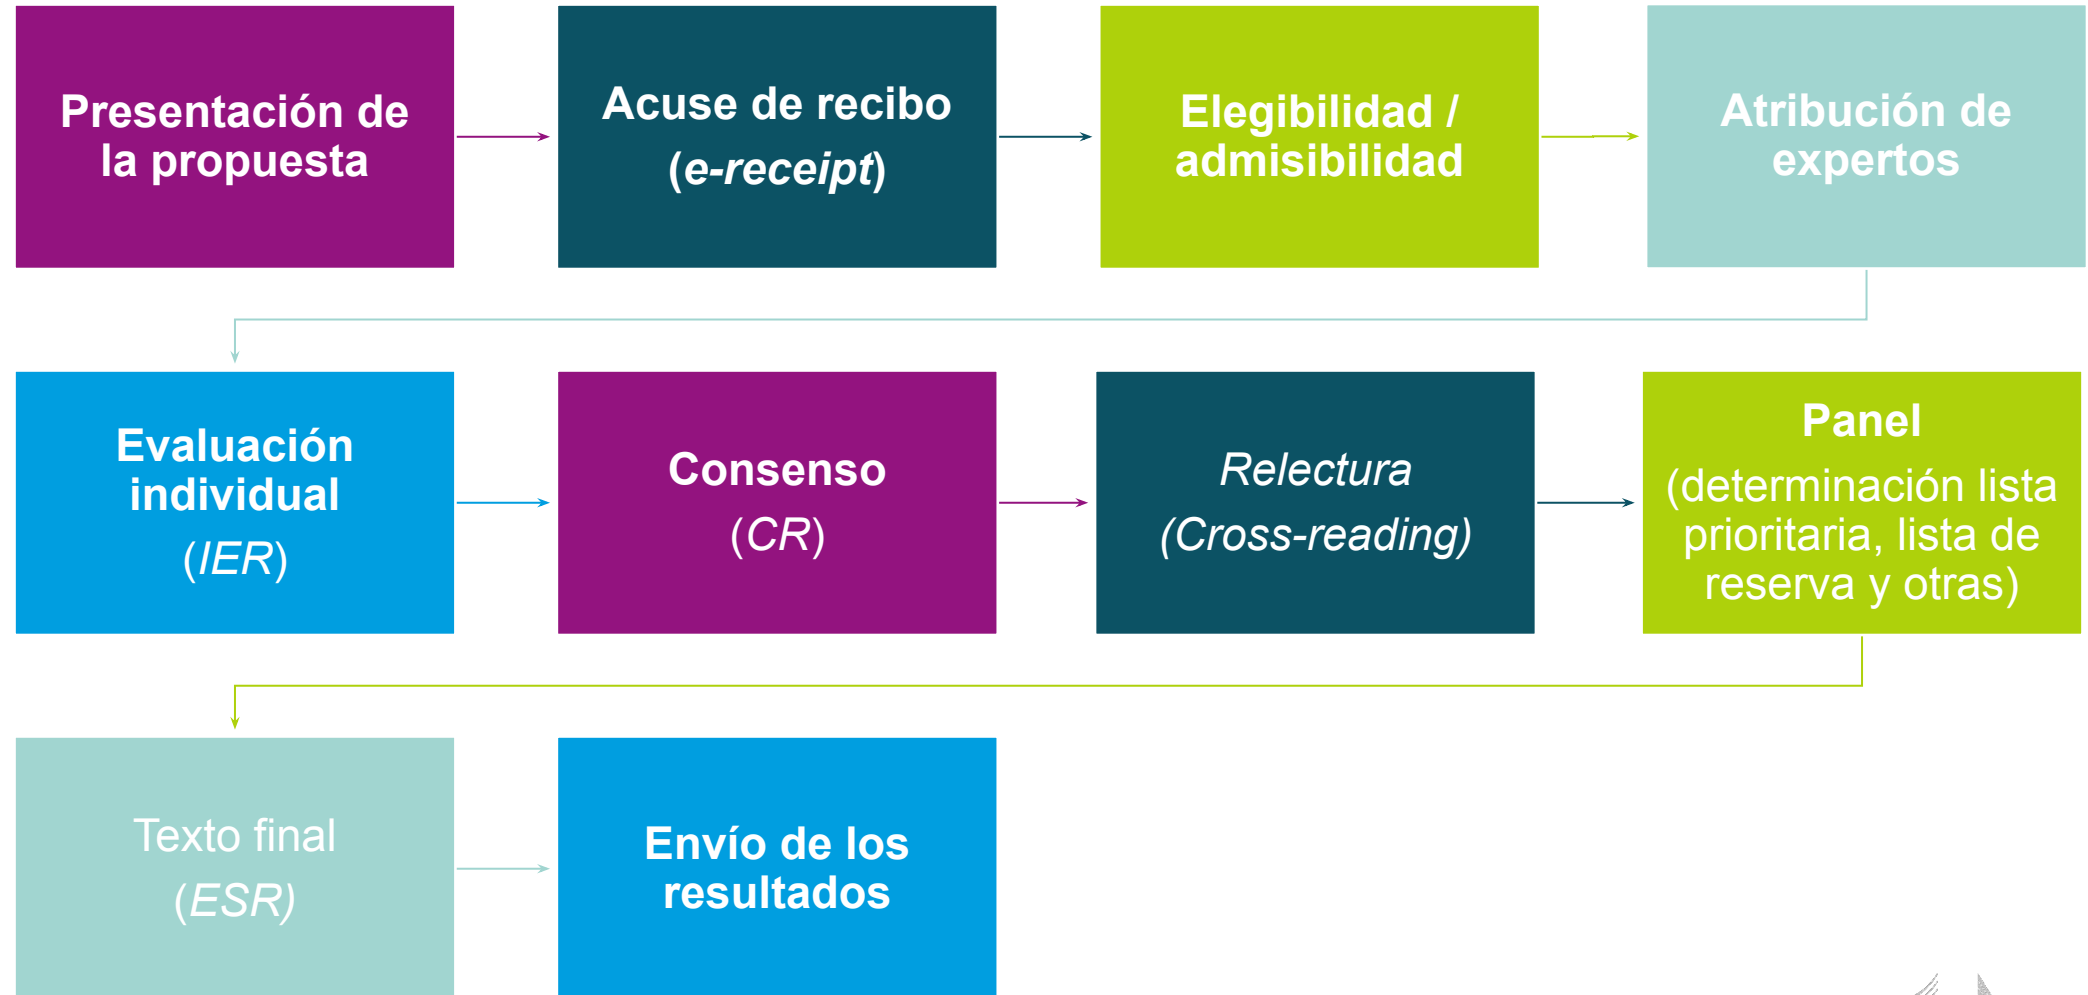 Presentación de
la propuesta
Acuse de recibo
(e-receipt)
Elegibilidad /
admisibilidad
Atribución de
expertos
Evaluación
individual
(IER)
Consenso
(CR)
Relectura
(Cross-reading)
Panel
(determinación lista
prioritaria, lista de
reserva y otras)
Texto final
(ESR)
Envío de los
resultados